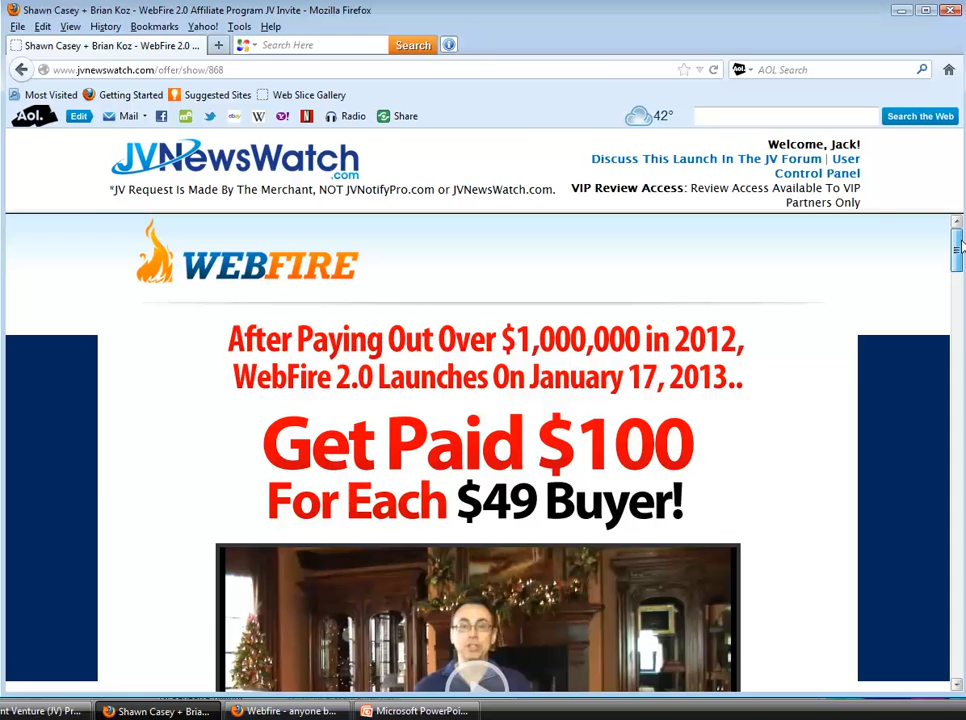 Shawn Casey + Brian Koz - WebFire 2.0 Affiliate Program JV Invite - Mozilla Firefox
File Edit View History Bookmarks Yahoo! Tools Help
Shawn Casey + Brian Koz - WebFire 2.0 ... + Search Here Search
www.jvnewswatch.com/offer/show/868 AOL Search
Most Visited Getting Started Suggested Sites Web Slice Gallery
Aol. Edit Mail f ebay W Y! N Radio Share 42° Search the Web
JVNewsWatch.com
*JV Request Is Made By The Merchant, NOT JVNotifyPro.com or JVNewsWatch.com.
Welcome, Jack!
Discuss This Launch In The JV Forum | User
Control Panel
VIP Review Access: Review Access Available To VIP
Partners Only
WEBFIRE
After Paying Out Over $1,000,000 in 2012,
WebFire 2.0 Launches On January 17, 2013..
Get Paid $100
For Each $49 Buyer!
nt Venture (JV) Pr... Shawn Casey + Bria... Webfire - anyone b... Microsoft PowerPoi...